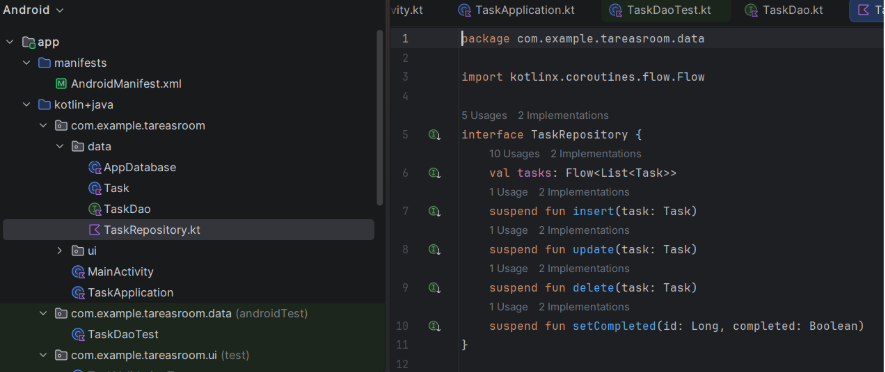 Android
app
manifests
AndroidManifest.xml
kotlin+java
com.example.tareasroom
data
AppDatabase
Task
TaskDao
TaskRepository.kt
ui
MainActivity
TaskApplication
com.example.tareasroom.data (androidTest)
TaskDaoTest
com.example.tareasroom.ui (test)
vity.kt TaskApplication.kt TaskDaoTest.kt TaskDao.kt
1 package com.example.tareasroom.data
2
3 import kotlinx.coroutines.flow.Flow
4
5 Usages 2 Implementations
5 interface TaskRepository {
10 Usages 2 Implementations
6 val tasks: Flow<List<Task>>
1 Usage 2 Implementations
7 suspend fun insert(task: Task)
1 Usage 2 Implementations
8 suspend fun update(task: Task)
1 Usage 2 Implementations
9 suspend fun delete(task: Task)
1 Usage 2 Implementations
10 suspend fun setCompleted(id: Long, completed: Boolean)
11 }
12